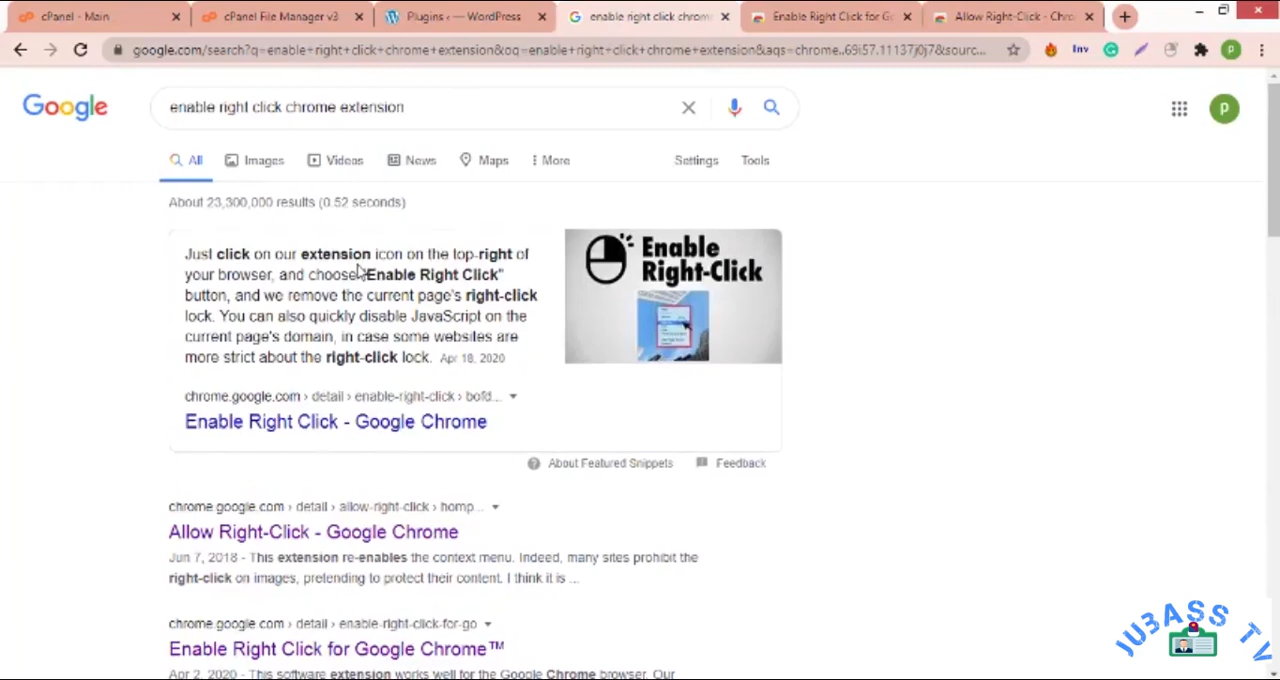 cPanel - Main
cPanel File Manager v3
Plugins ‹ — WordPress
enable right click chrom
Enable Right Click for Go
Allow Right-Click - Chro
google.com/search?q=enable+right+click+chrome+extension&oq=enable+right+click+chrome+extension&aqs=chrome..69i57.11137j0j7&sourc...
Inv
p
Google
enable right click chrome extension
p
All
Images
Videos
News
Maps
More
Settings
Tools
About 23,300,000 results (0.52 seconds)
Just click on our extension icon on the top-right of
your browser, and choose "Enable Right Click"
button, and we remove the current page's right-click
lock. You can also quickly disable JavaScript on the
current page's domain, in case some websites are
more strict about the right-click lock. Apr 18, 2020
Enable
Right-Click
chrome.google.com › detail › enable-right-click › bofd...
Enable Right Click - Google Chrome
About Featured Snippets
Feedback
chrome.google.com › detail › allow-right-click › homp...
Allow Right-Click - Google Chrome
Jun 7, 2018 - This extension re-enables the context menu. Indeed, many sites prohibit the
right-click on images, pretending to protect their content. I think it is ...
chrome.google.com › detail › enable-right-click-for-go
Enable Right Click for Google Chrome™
Apr 2, 2020 - This software extension works well for the Google Chrome browser. Our
JU3ASS TV